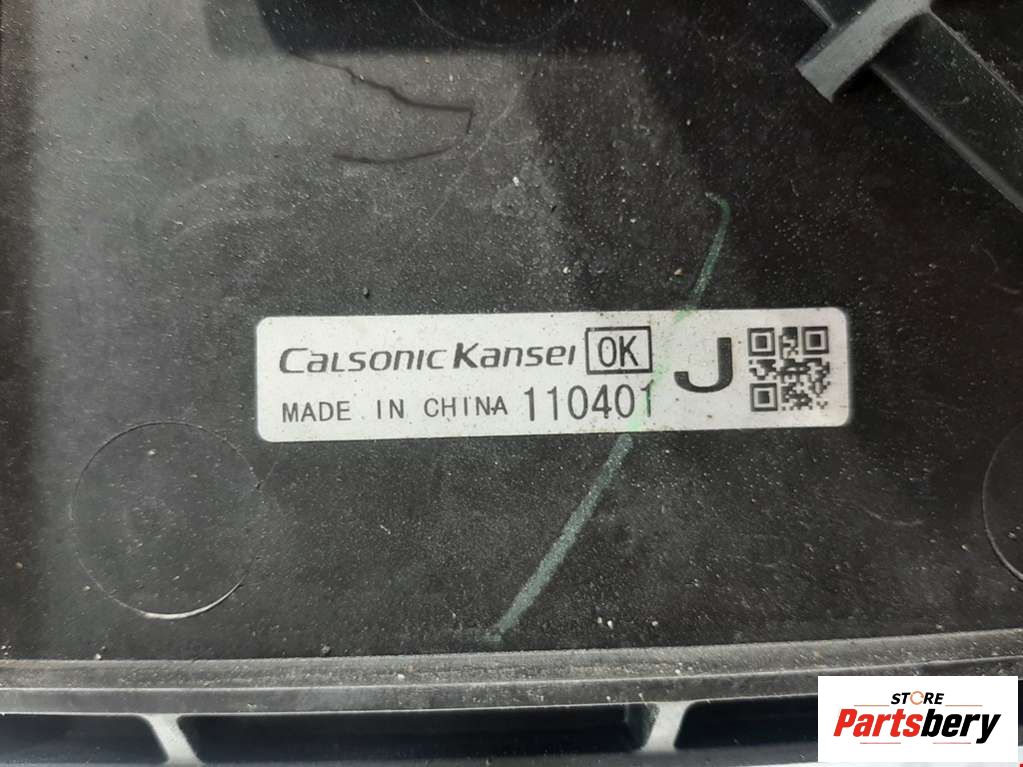 Calsonic Kansei OK J
MADE IN CHINA 110401
STORE
Partsbery